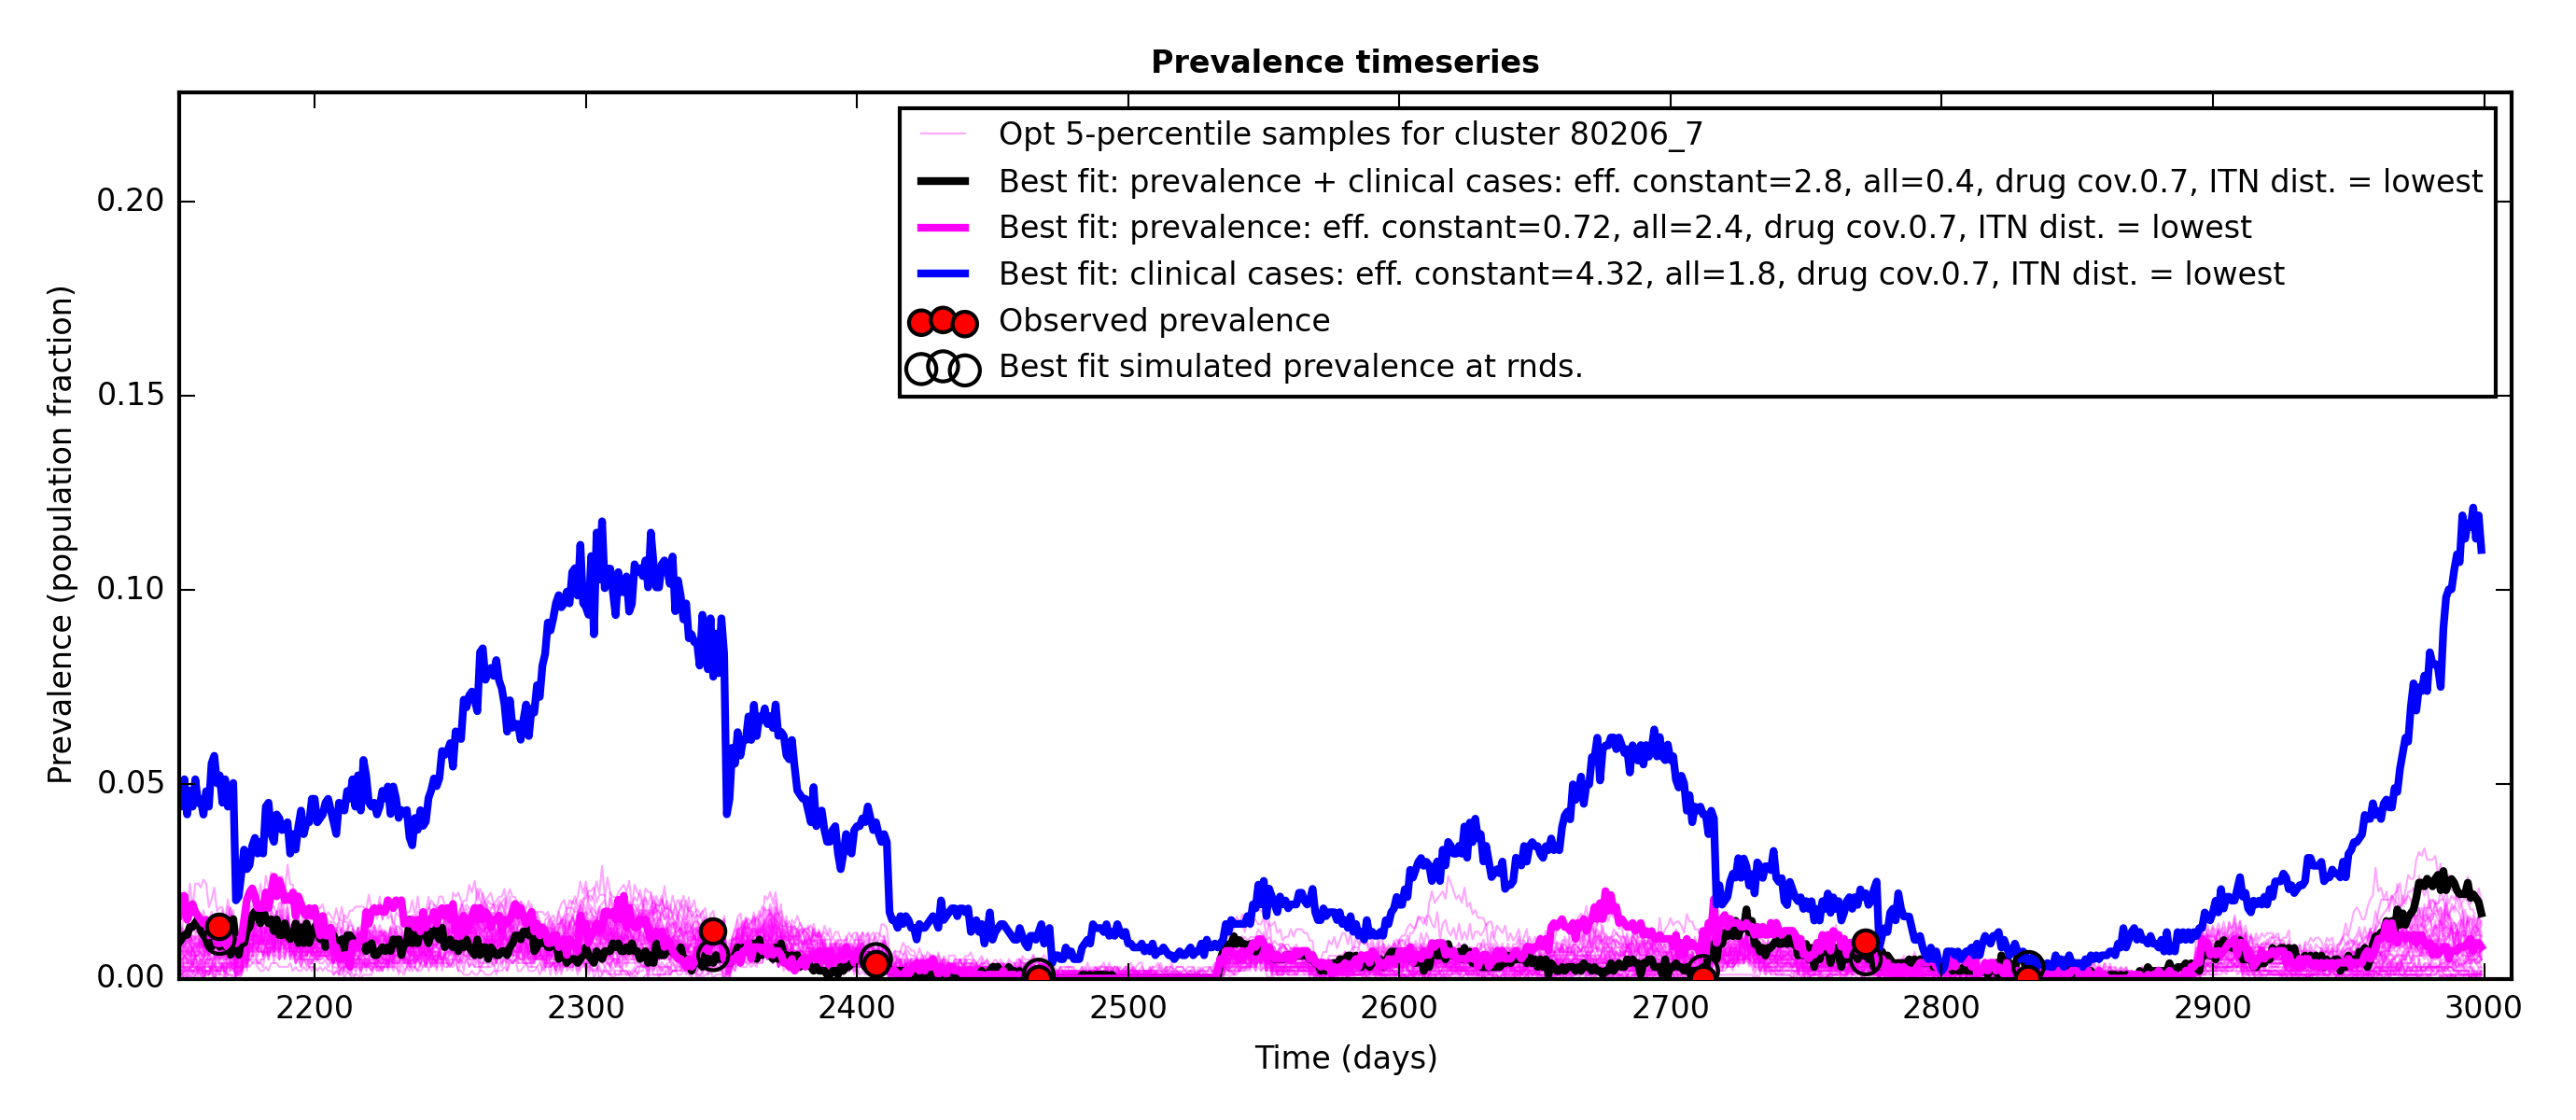 Prevalence timeseries
Opt 5-percentile samples for cluster 80206_7
Best fit: prevalence + clinical cases: eff. constant=2.8, all=0.4, drug cov.0.7, ITN dist. = lowest
Best fit: prevalence: eff. constant=0.72, all=2.4, drug cov.0.7, ITN dist. = lowest
Best fit: clinical cases: eff. constant=4.32, all=1.8, drug cov.0.7, ITN dist. = lowest
Observed prevalence
Best fit simulated prevalence at rnds.
Prevalence (population fraction)
0.20
0.15
0.10
0.05
0.00
2200 2300 2400 2500 2600 2700 2800 2900 3000
Time (days)